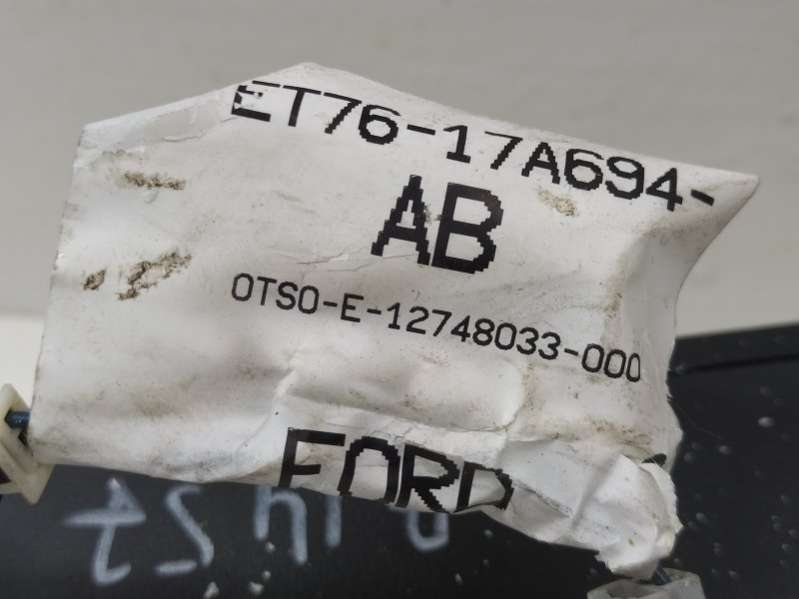 ET76-17A694-
AB
OTSO-E-12748033-000
FORD